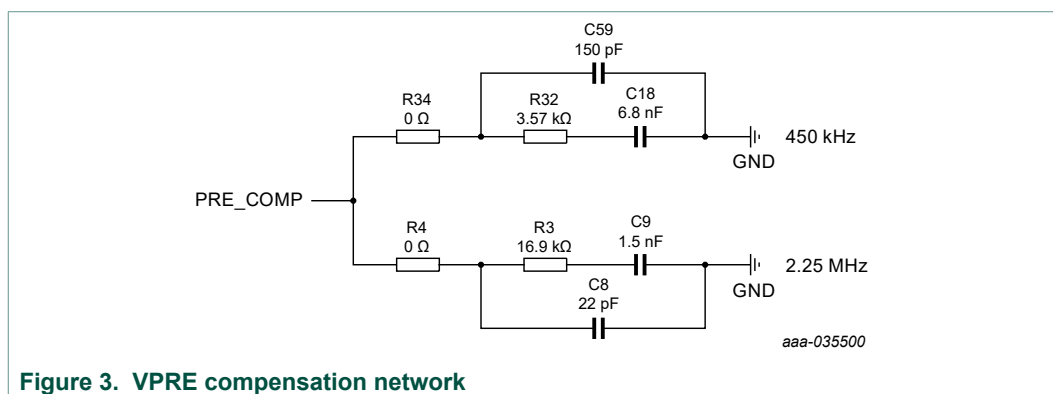 C59
150 pF
R34
0 Ω
R32
3.57 kΩ
C18
6.8 nF
450 kHz
GND
PRE_COMP
R4
0 Ω
R3
16.9 kΩ
C9
1.5 nF
2.25 MHz
GND
C8
22 pF
aaa-035500
Figure 3. VPRE compensation network